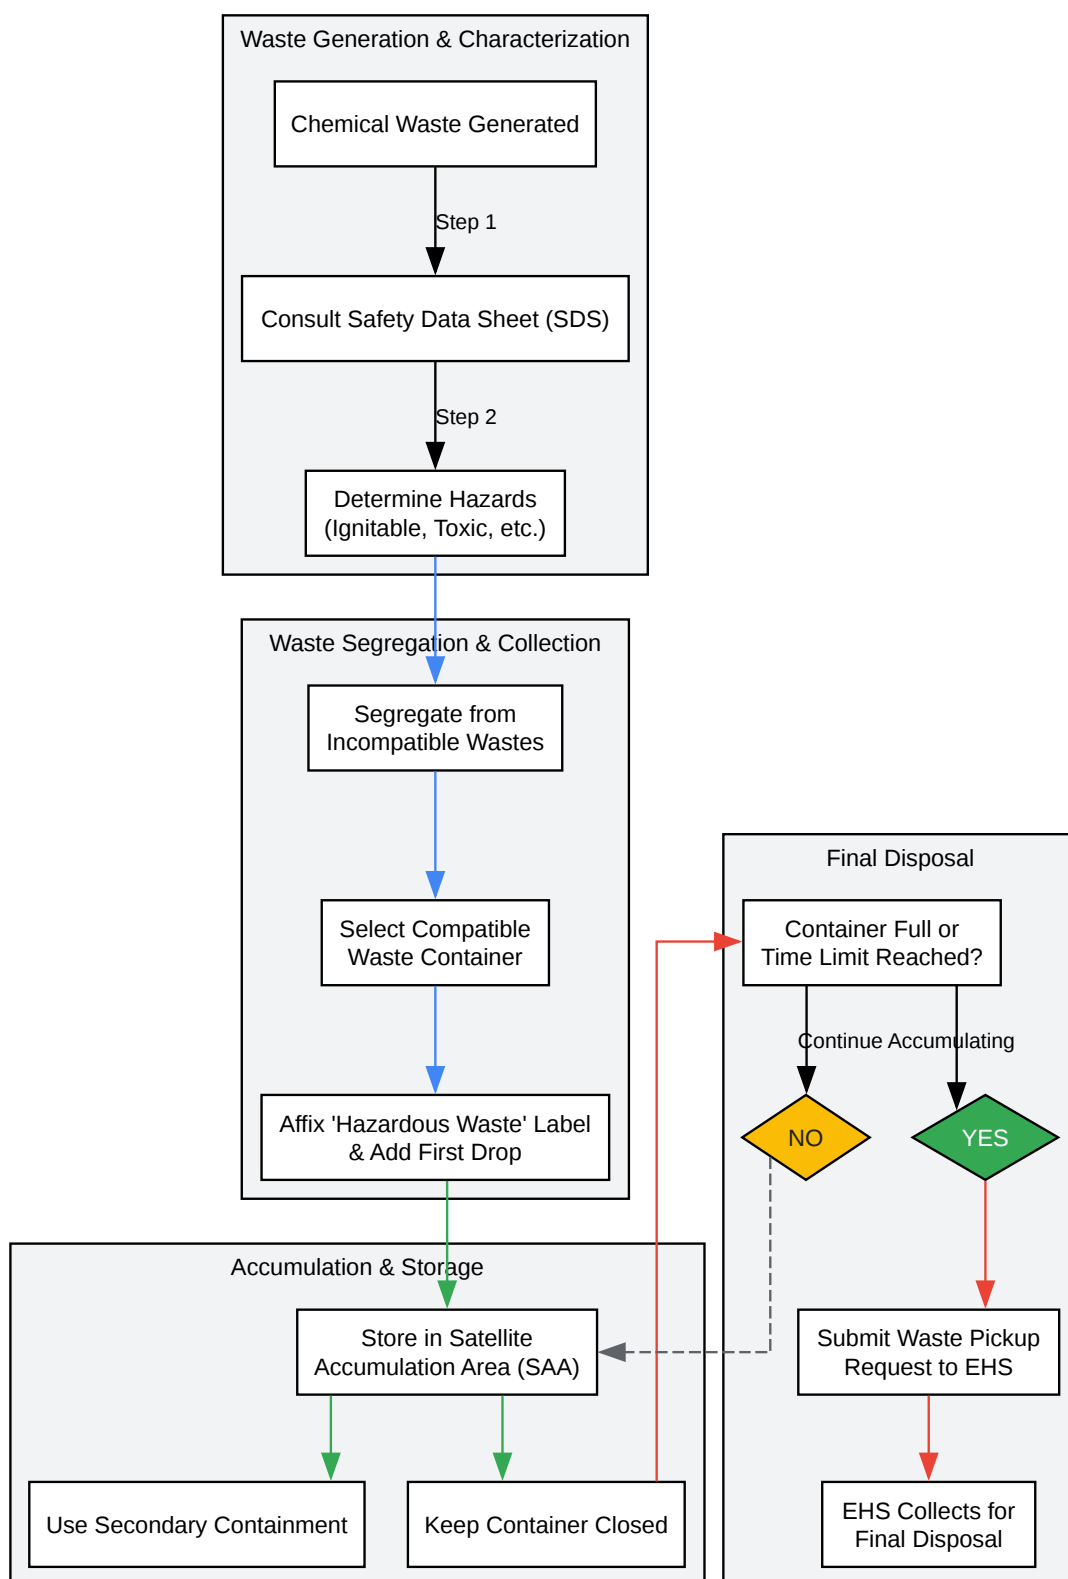 Waste Generation & Characterization
Chemical Waste Generated
Step 1
Consult Safety Data Sheet (SDS)
Step 2
Determine Hazards
(Ignitable, Toxic, etc.)
Waste Segregation & Collection
Segregate from
Incompatible Wastes
Select Compatible
Waste Container
Affix 'Hazardous Waste' Label
& Add First Drop
Accumulation & Storage
Store in Satellite
Accumulation Area (SAA)
Use Secondary Containment
Keep Container Closed
Final Disposal
Container Full or
Time Limit Reached?
Continue Accumulating
NO
YES
Submit Waste Pickup
Request to EHS
EHS Collects for
Final Disposal